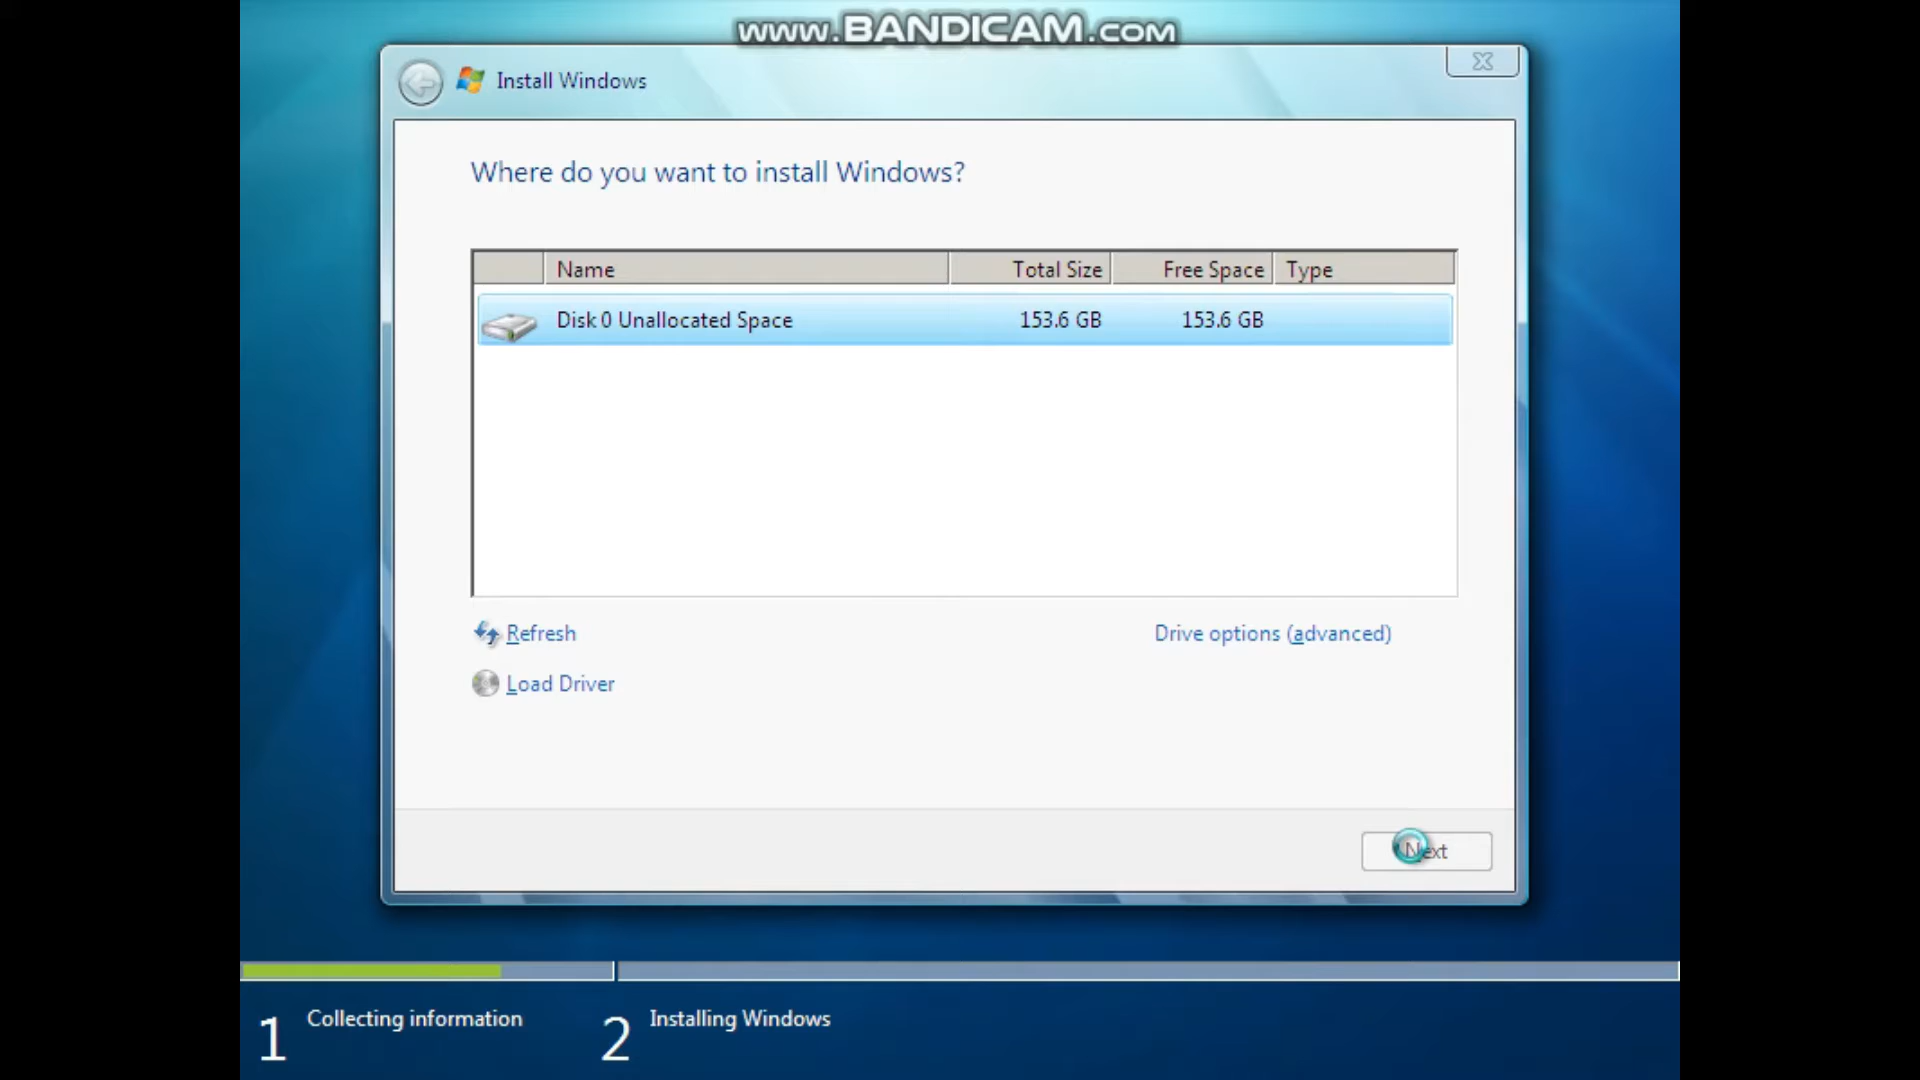 www.BANDICAM.com
Install Windows
Where do you want to install Windows?
Name Total Size Free Space Type
Disk 0 Unallocated Space 153.6 GB 153.6 GB
Refresh Drive options (advanced)
Load Driver
Next
1 Collecting information 2 Installing Windows